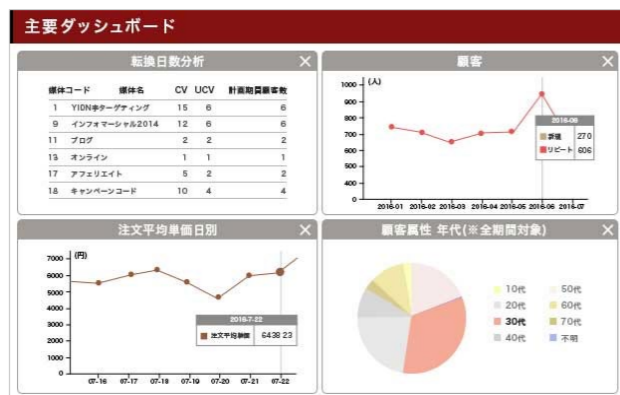 主要ダッシュボード
転換日数分析
媒体コード 媒体名 CV UCV 計画期間顧客数
1 YIDN季ターゲティング 15 6 6
9 インフォマーシャル2014 12 6 6
11 ブログ 2 2 2
13 オンライン 1 1 1
17 アフェリエイト 5 2 2
18 キャンペーンコード 10 4 4
顧客
(人)
1000
900
800
700
600
500
400
0
2016-01 2016-02 2016-03 2016-04 2016-05 2016-06 2016-07
2016-06
新規 270
リピート 606
注文平均単価日別
(円)
7000
6000
5000
4000
3000
2000
1000
0
07-16 07-17 07-18 07-19 07-20 07-21 07-22
2016-7-22
注文平均単価 6438 23
顧客属性 年代(※全期間対象)
10代 50代
20代 60代
30代 70代
40代 不明